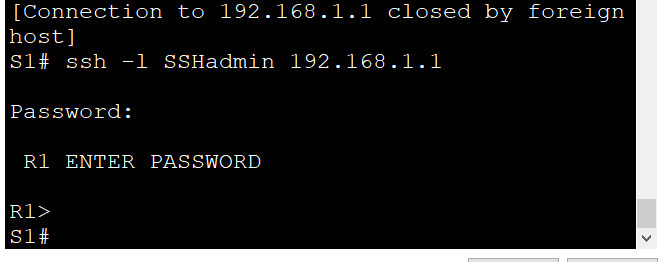 [Connection to 192.168.1.1 closed by foreign
host]
S1# ssh -l SSHadmin 192.168.1.1
Password:
R1 ENTER PASSWORD
R1>
S1#